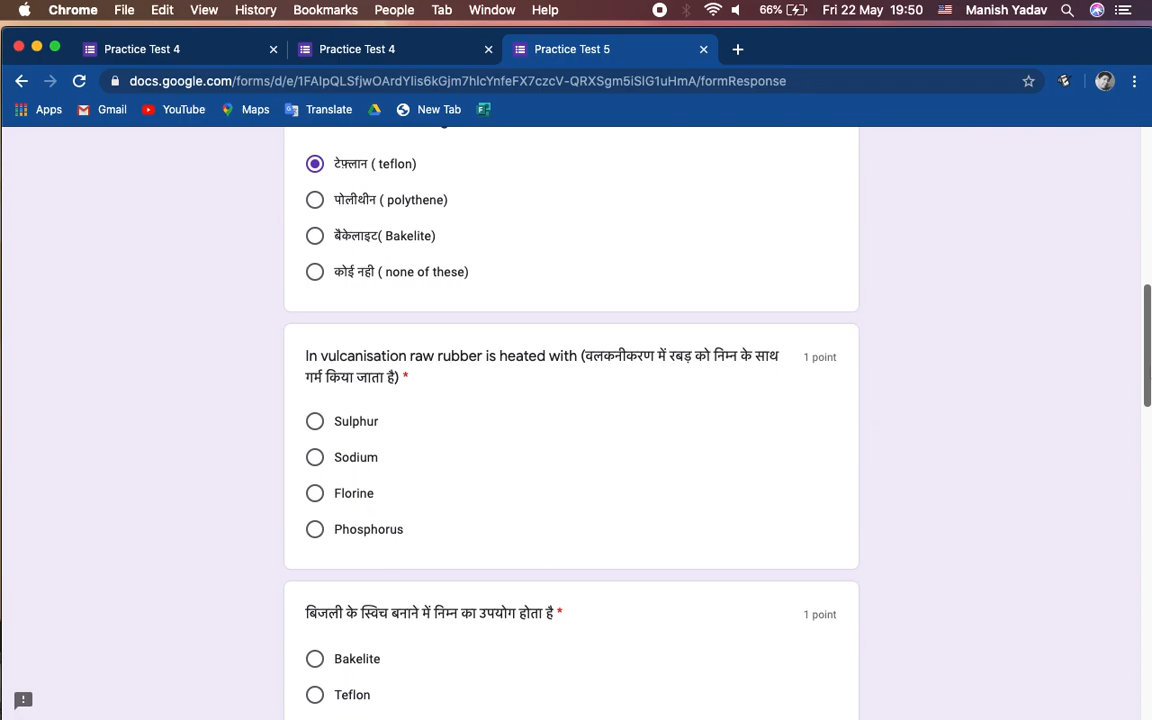 Chrome File Edit View History Bookmarks People Tab Window Help 66% Fri 22 May 19:50 Manish Yadav
Practice Test 4 Practice Test 4 Practice Test 5
docs.google.com/forms/d/e/1FAIpQLSfjwOArdYlis6kGjm7hlcYnfeFX7czcV-QRXSgm5iSIG1uHmA/formResponse
Apps Gmail YouTube Maps Translate New Tab
टेफ़्लान ( teflon)
पोलीथीन ( polythene)
बैकेलाइट( Bakelite)
कोई नही ( none of these)
In vulcanisation raw rubber is heated with (वलकनीकरण में रबड़ को निम्न के साथ 1 point
गर्म किया जाता है) *
Sulphur
Sodium
Florine
Phosphorus
बिजली के स्विच बनाने में निम्न का उपयोग होता है * 1 point
Bakelite
Teflon